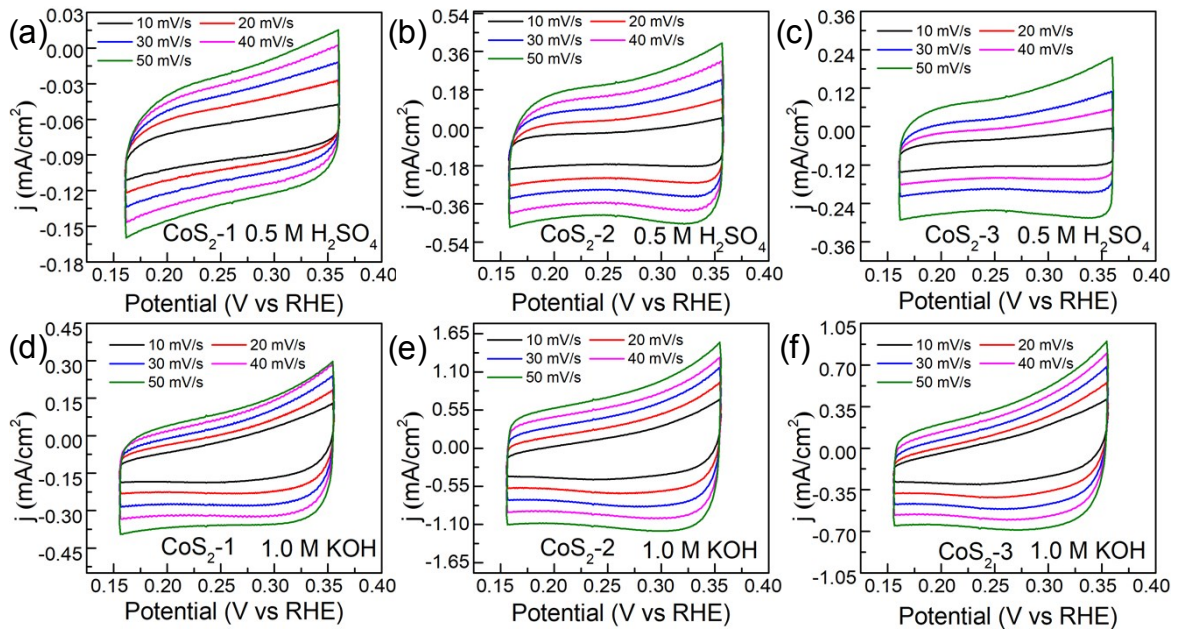 (a)
10 mV/s 20 mV/s
30 mV/s 40 mV/s
50 mV/s
0.03
0.00
-0.03
-0.06
-0.09
-0.12
-0.15
-0.18
j (mA/cm²)
CoS₂-1 0.5 M H₂SO₄
0.15 0.20 0.25 0.30 0.35 0.40
Potential (V vs RHE)
(b)
10 mV/s 20 mV/s
30 mV/s 40 mV/s
50 mV/s
0.54
0.36
0.18
0.00
-0.18
-0.36
-0.54
j (mA/cm²)
CoS₂-2 0.5 M H₂SO₄
0.15 0.20 0.25 0.30 0.35 0.40
Potential (V vs RHE)
(c)
10 mV/s 20 mV/s
30 mV/s 40 mV/s
50 mV/s
0.36
0.24
0.12
0.00
-0.12
-0.24
-0.36
j (mA/cm²)
CoS₂-3 0.5 M H₂SO₄
0.15 0.20 0.25 0.30 0.35 0.40
Potential (V vs RHE)
(d)
10 mV/s 20 mV/s
30 mV/s 40 mV/s
50 mV/s
0.45
0.30
0.15
0.00
-0.15
-0.30
-0.45
j (mA/cm²)
CoS₂-1 1.0 M KOH
0.15 0.20 0.25 0.30 0.35 0.40
Potential (V vs RHE)
(e)
10 mV/s 20 mV/s
30 mV/s 40 mV/s
50 mV/s
1.65
1.10
0.55
0.00
-0.55
-1.10
-1.65
j (mA/cm²)
CoS₂-2 1.0 M KOH
0.15 0.20 0.25 0.30 0.35 0.40
Potential (V vs RHE)
(f)
10 mV/s 20 mV/s
30 mV/s 40 mV/s
50 mV/s
1.05
0.70
0.35
0.00
-0.35
-0.70
-1.05
j (mA/cm²)
CoS₂-3 1.0 M KOH
0.15 0.20 0.25 0.30 0.35 0.40
Potential (V vs RHE)